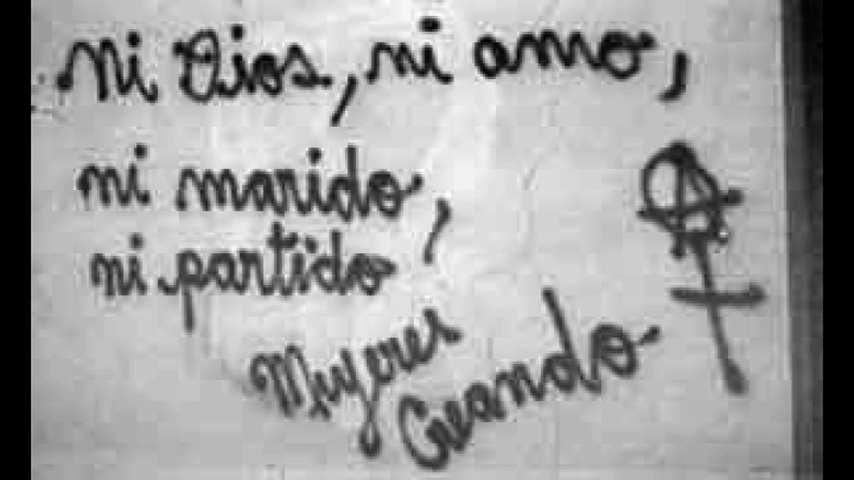 Ni Dios, ni amo,
ni marido,
ni partido
Mujeres
Creando